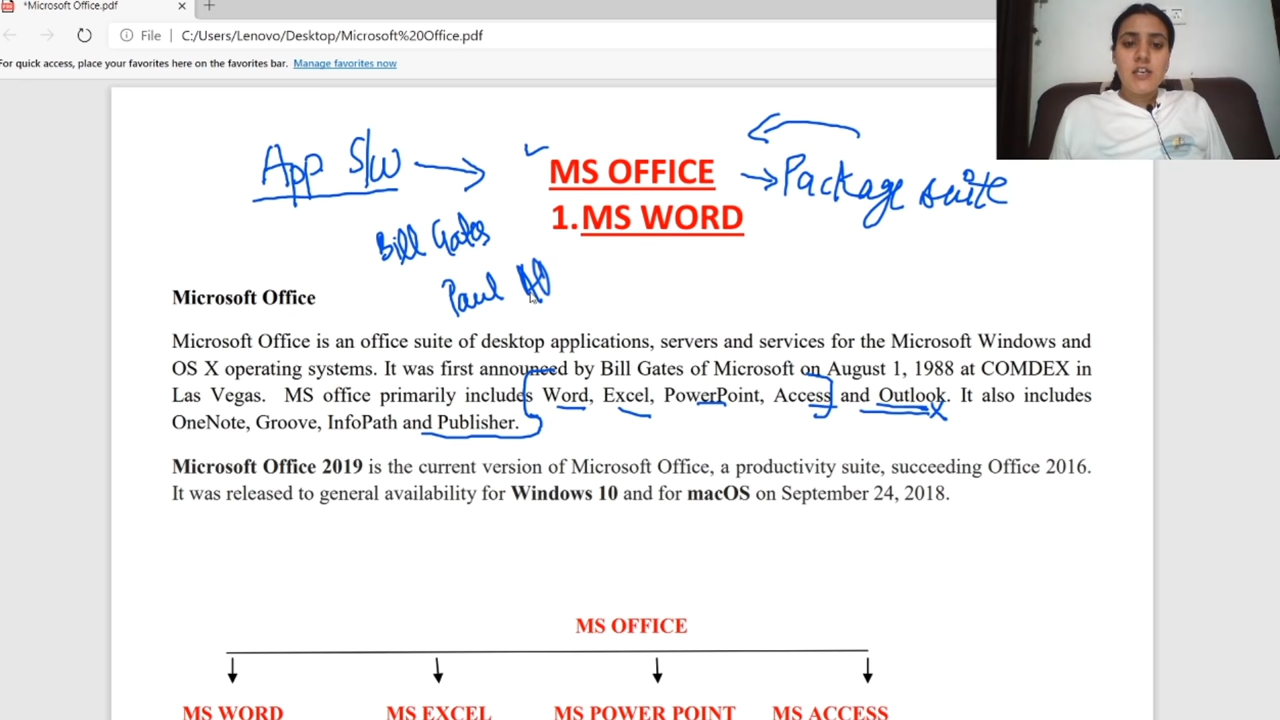 *Microsoft Office.pdf
File | C:/Users/Lenovo/Desktop/Microsoft%20Office.pdf
For quick access, place your favorites here on the favorites bar. Manage favorites now
App S/W → MS OFFICE → Package suite
1.MS WORD
Bill Gates
Paul
Microsoft Office
Microsoft Office is an office suite of desktop applications, servers and services for the Microsoft Windows and
OS X operating systems. It was first announced by Bill Gates of Microsoft on August 1, 1988 at COMDEX in
Las Vegas. MS office primarily includes Word, Excel, PowerPoint, Access and Outlook. It also includes
OneNote, Groove, InfoPath and Publisher.
Microsoft Office 2019 is the current version of Microsoft Office, a productivity suite, succeeding Office 2016.
It was released to general availability for Windows 10 and for macOS on September 24, 2018.
MS OFFICE
MS WORD MS EXCEL MS POWER POINT MS ACCESS